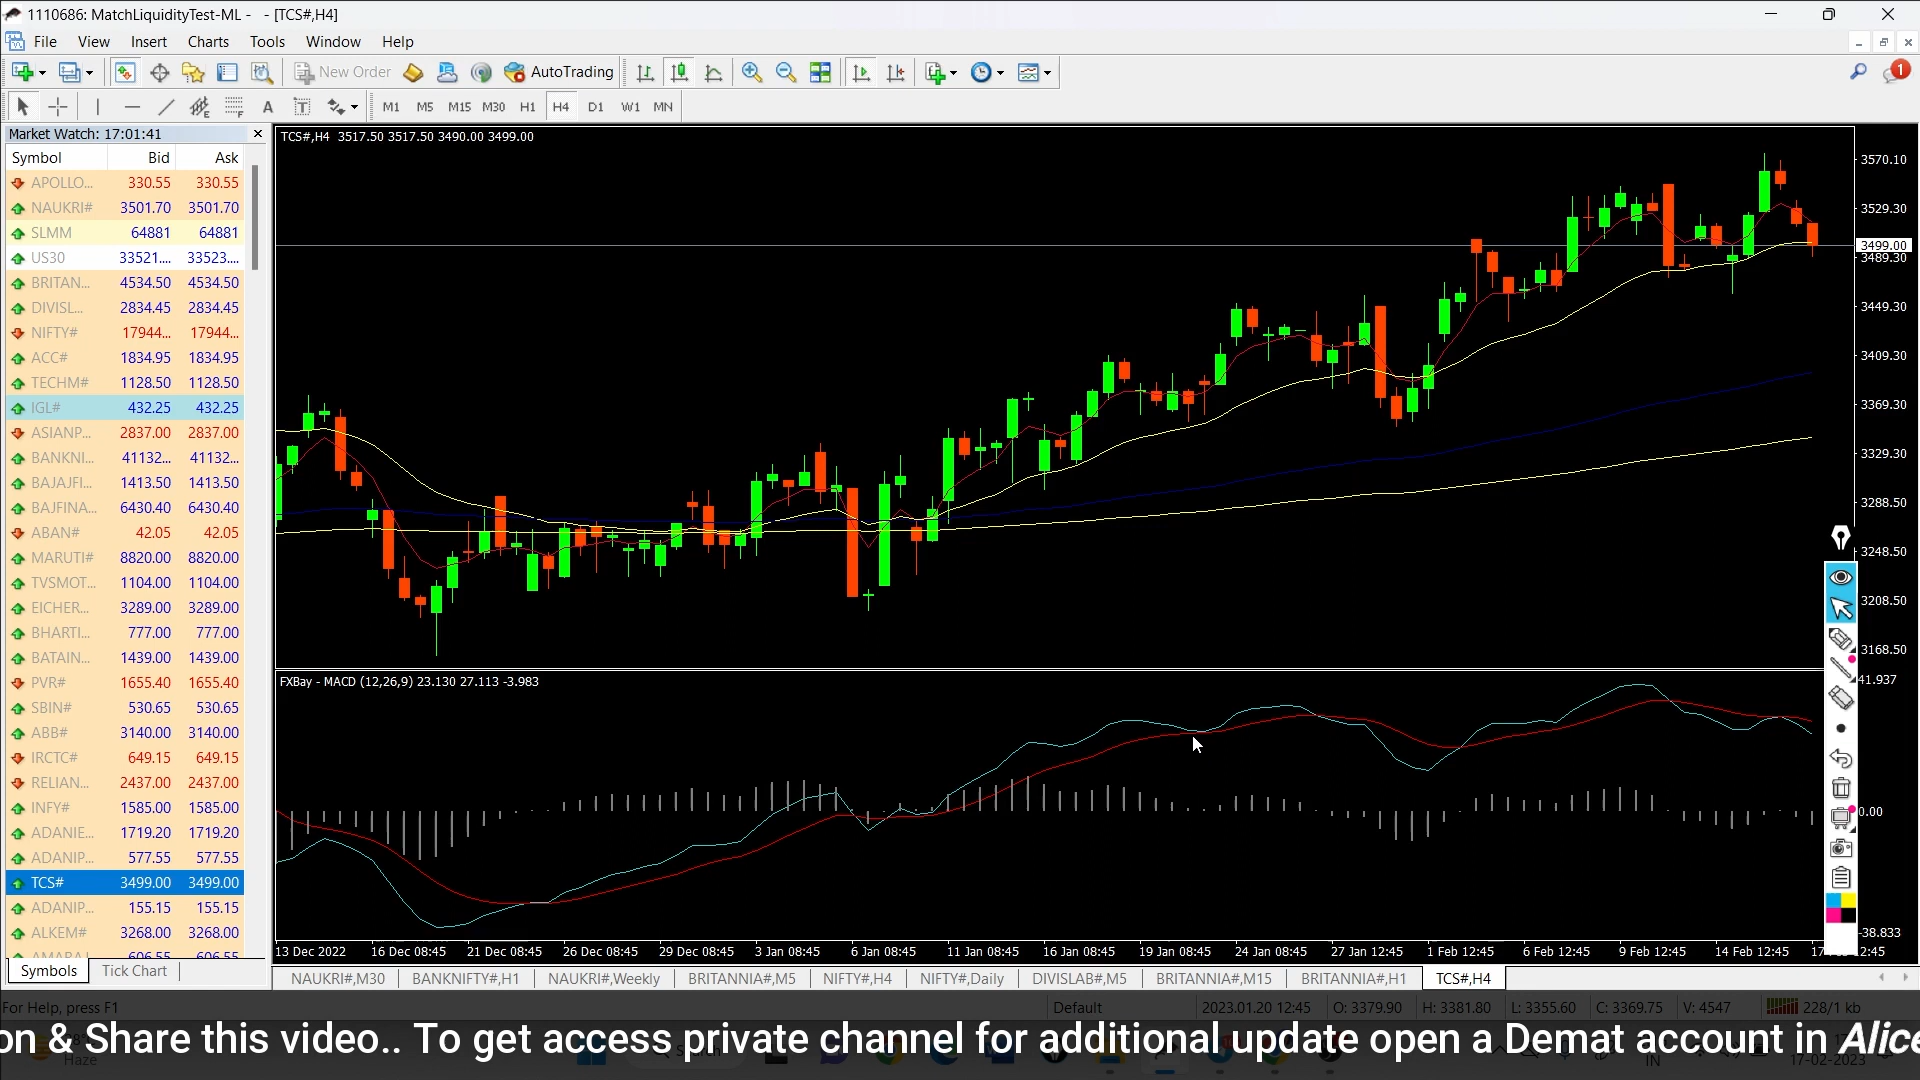 1110686: MatchLiquidityTest-ML - - [TCS#,H4]
File View Insert Charts Tools Window Help
New Order AutoTrading 1
A T M1 M5 M15 M30 H1 H4 D1 W1 MN
Market Watch: 17:01:41
Symbol Bid Ask
APOLLO... 330.55 330.55
NAUKRI# 3501.70 3501.70
SLMM 64881 64881
US30 33521.... 33523....
BRITAN... 4534.50 4534.50
DIVISL... 2834.45 2834.45
NIFTY# 17944... 17944...
ACC# 1834.95 1834.95
TECHM# 1128.50 1128.50
IGL# 432.25 432.25
ASIANP... 2837.00 2837.00
BANKNI... 41132... 41132...
BAJAJFI... 1413.50 1413.50
BAJFINA... 6430.40 6430.40
ABAN# 42.05 42.05
MARUTI# 8820.00 8820.00
TVSMOT... 1104.00 1104.00
EICHER... 3289.00 3289.00
BHARTI... 777.00 777.00
BATAIN... 1439.00 1439.00
PVR# 1655.40 1655.40
SBIN# 530.65 530.65
ABB# 3140.00 3140.00
IRCTC# 649.15 649.15
RELIAN... 2437.00 2437.00
INFY# 1585.00 1585.00
ADANIE... 1719.20 1719.20
ADANIP... 577.55 577.55
TCS# 3499.00 3499.00
ADANIP... 155.15 155.15
ALKEM# 3268.00 3268.00
Symbols Tick Chart
TCS#,H4 3517.50 3517.50 3490.00 3499.00
3570.10
3529.30
3499.00
3489.30
3449.30
3409.30
3369.30
3329.30
3288.50
3248.50
3208.50
3168.50
FXBay - MACD (12,26,9) 23.130 27.113 -3.983
41.937
0.00
-38.833
13 Dec 2022 16 Dec 08:45 21 Dec 08:45 26 Dec 08:45 29 Dec 08:45 3 Jan 08:45 6 Jan 08:45 11 Jan 08:45 16 Jan 08:45 19 Jan 08:45 24 Jan 08:45 27 Jan 12:45 1 Feb 12:45 6 Feb 12:45 9 Feb 12:45 14 Feb 12:45 17 12:45
NAUKRI#,M30 BANKNIFTY#,H1 NAUKRI#,Weekly BRITANNIA#,M5 NIFTY#,H4 NIFTY#,Daily DIVISLAB#,M5 BRITANNIA#,M15 BRITANNIA#,H1 TCS#,H4
For Help, press F1 Default 2023.01.20 12:45 O: 3379.90 H: 3381.80 L: 3355.60 C: 3369.75 V: 4547 228/1 kb
on & Share this video.. To get access private channel for additional update open a Demat account in Alice
Haze IN 17-02-2023